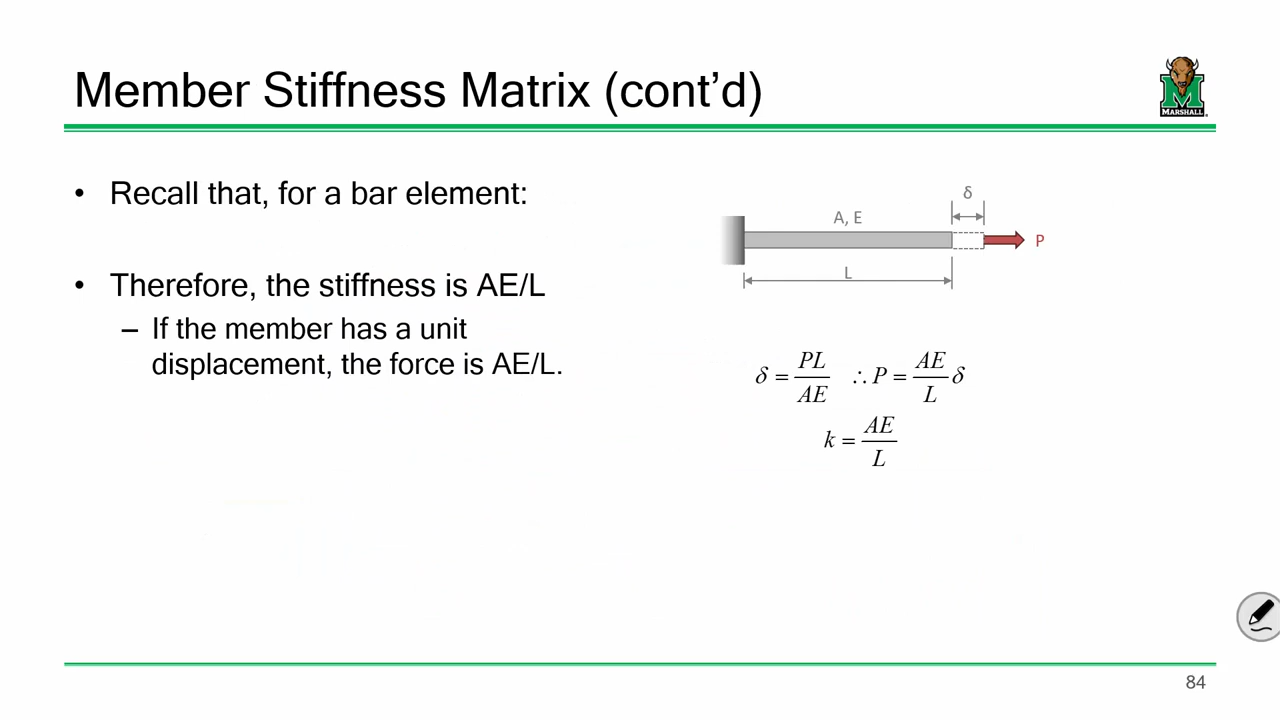 Member Stiffness Matrix (cont’d)
MARSHALL
• Recall that, for a bar element:
• Therefore, the stiffness is AE/L
– If the member has a unit
displacement, the force is AE/L.
δ
A, E
P
L
δ = PL/AE ∴ P = AE/L δ
k = AE/L
84